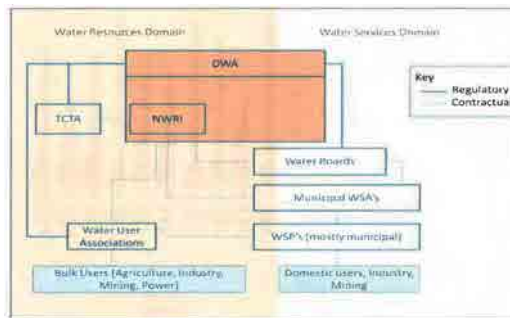 Water Resources Domain
Water Services Domain
DWA
Key
Regulatory
Contractual
TCTA
NWRI
Water Boards
Municipal WSA's
Water User
Associations
WSP's (mostly municipal)
Bulk Users (Agriculture, Industry,
Mining, Power)
Domestic users, Industry,
Mining